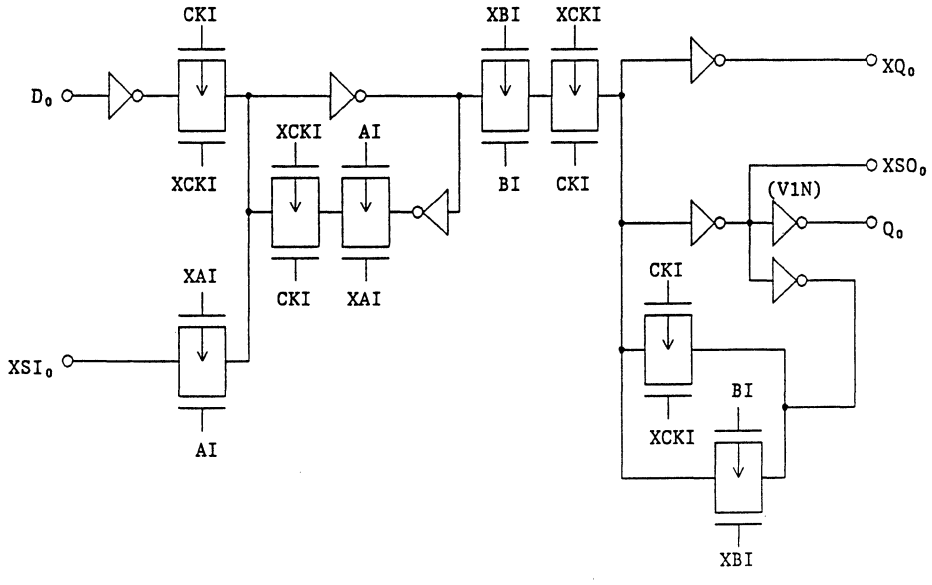 CKI
XBI
XCKI
D₀
XQ₀
XCKI
XCKI
AI
BI
CKI
XSO₀
(V1N)
Q₀
XAI
CKI
XAI
CKI
XSI₀
AI
XCKI
BI
XBI